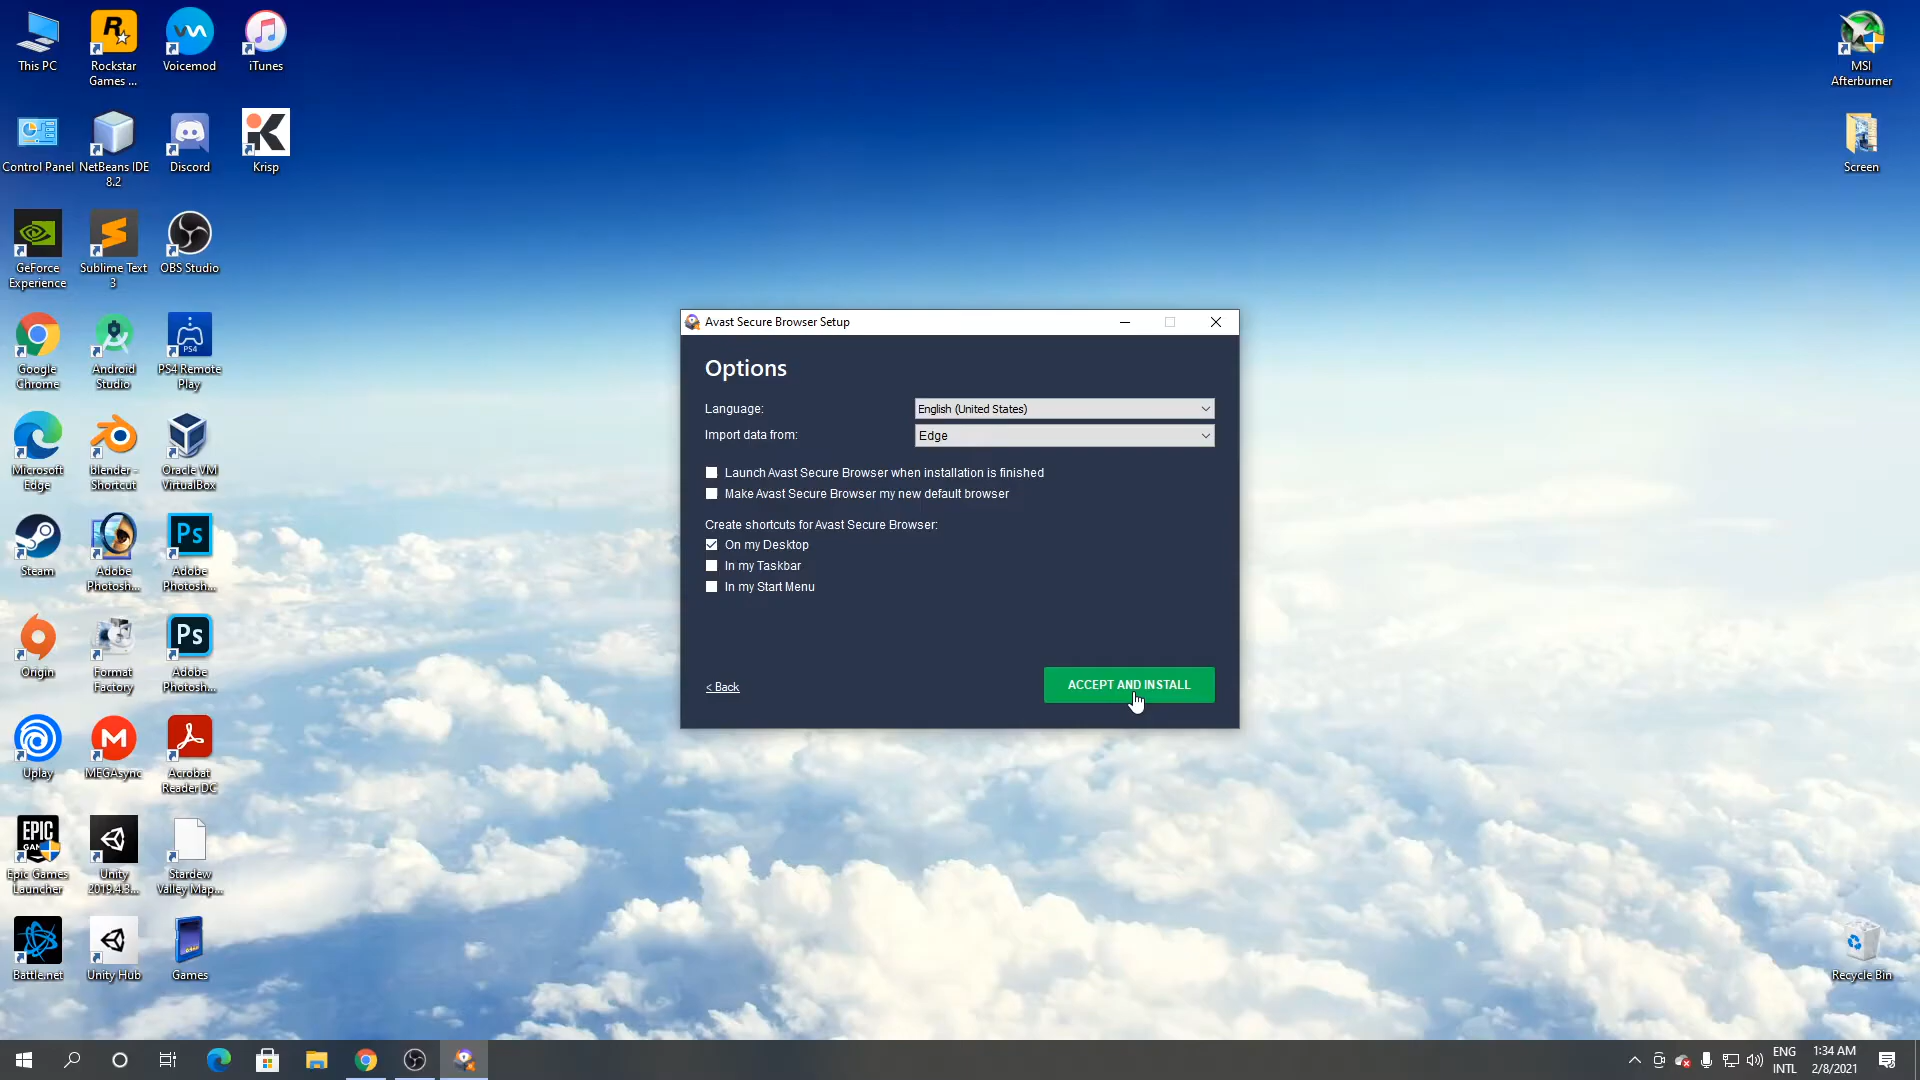 This PC
Rockstar
Games ...
Voicemod
iTunes
MSI
Afterburner
Control Panel
NetBeans IDE
8.2
Discord
Krisp
Screen
GeForce
Experience
Sublime Text
3
OBS Studio
Google
Chrome
Android
Studio
PS4
PS4 Remote
Play
Microsoft
Edge
blender -
Shortcut
Oracle VM
VirtualBox
Steam
Adobe
Photosh...
Ps
Adobe
Photosh...
Origin
Format
Factory
Ps
Adobe
Photosh...
Uplay
MEGAsync
Acrobat
Reader DC
EPIC
Epic Games
Launcher
Unity
2019.4.3...
Stardew
Valley Map...
Battle.net
Unity Hub
Games
Recycle Bin
Avast Secure Browser Setup
Options
Language:
English (United States)
Import data from:
Edge
Launch Avast Secure Browser when installation is finished
Make Avast Secure Browser my new default browser
Create shortcuts for Avast Secure Browser:
On my Desktop
In my Taskbar
In my Start Menu
< Back
ACCEPT AND INSTALL
ENG
INTL
1:34 AM
2/8/2021